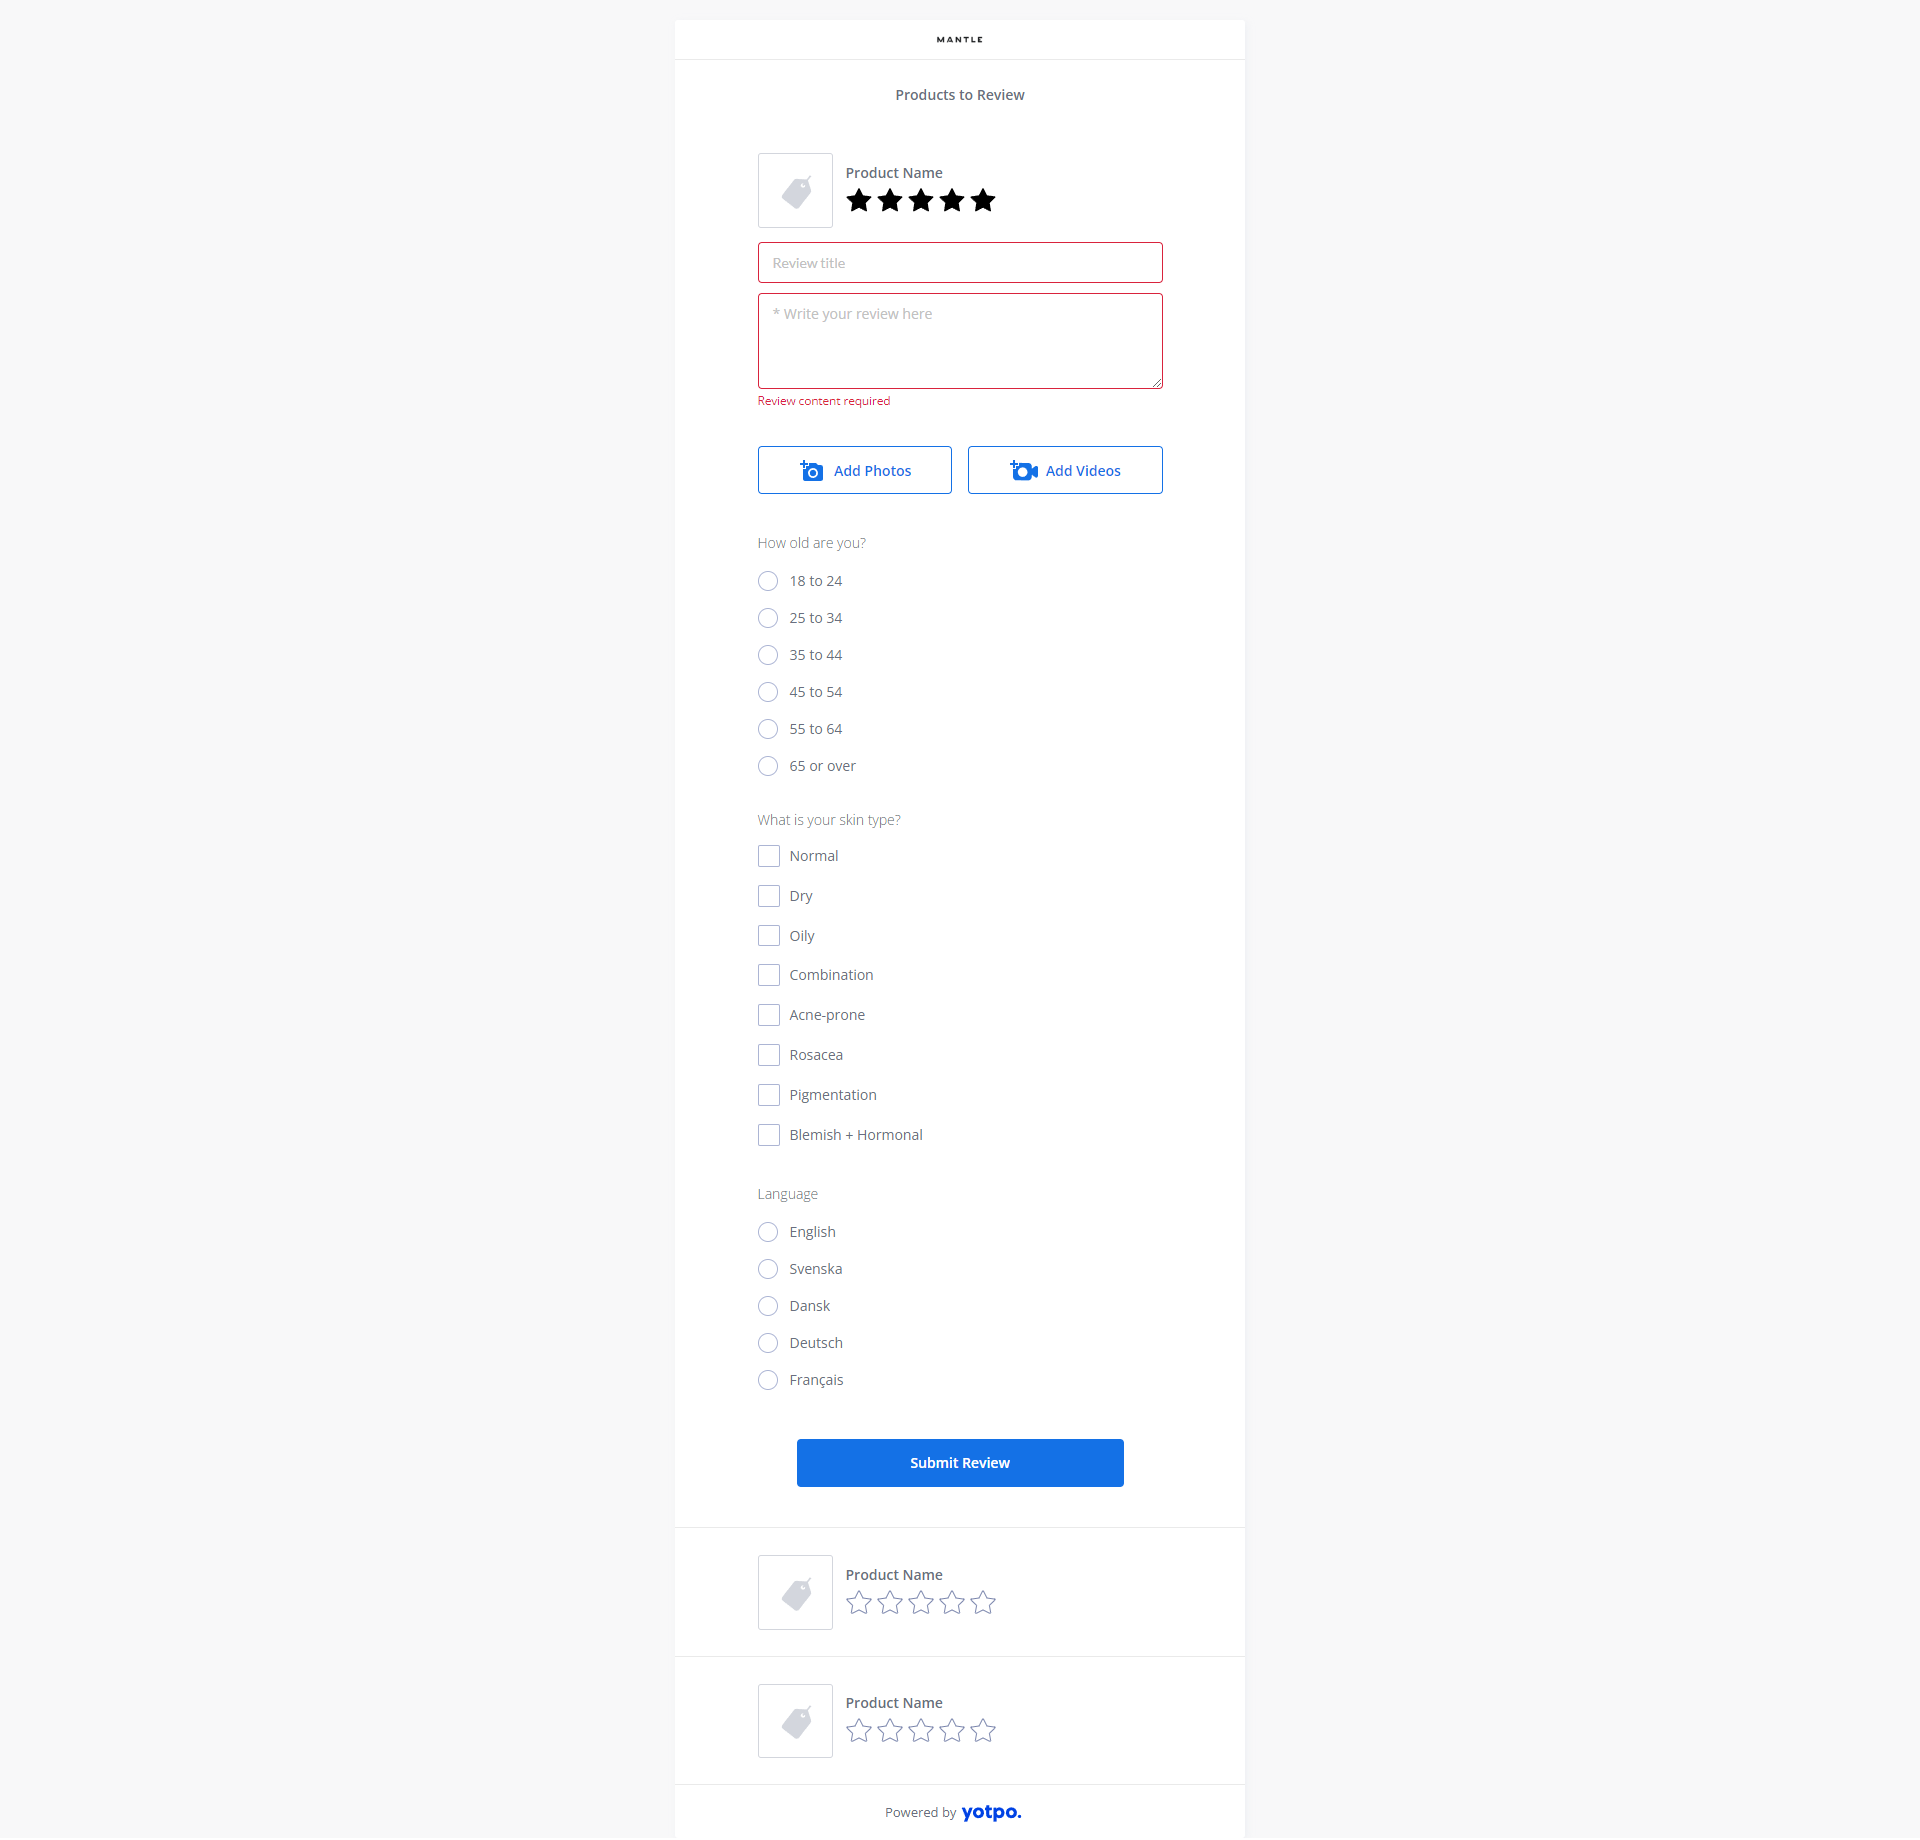 MANTLE
Products to Review
Product Name
Review title
* Write your review here
Review content required
Add Photos
Add Videos
How old are you?
18 to 24
25 to 34
35 to 44
45 to 54
55 to 64
65 or over
What is your skin type?
Normal
Dry
Oily
Combination
Acne-prone
Rosacea
Pigmentation
Blemish + Hormonal
Language
English
Svenska
Dansk
Deutsch
Français
Submit Review
Product Name
Product Name
Powered by yotpo.